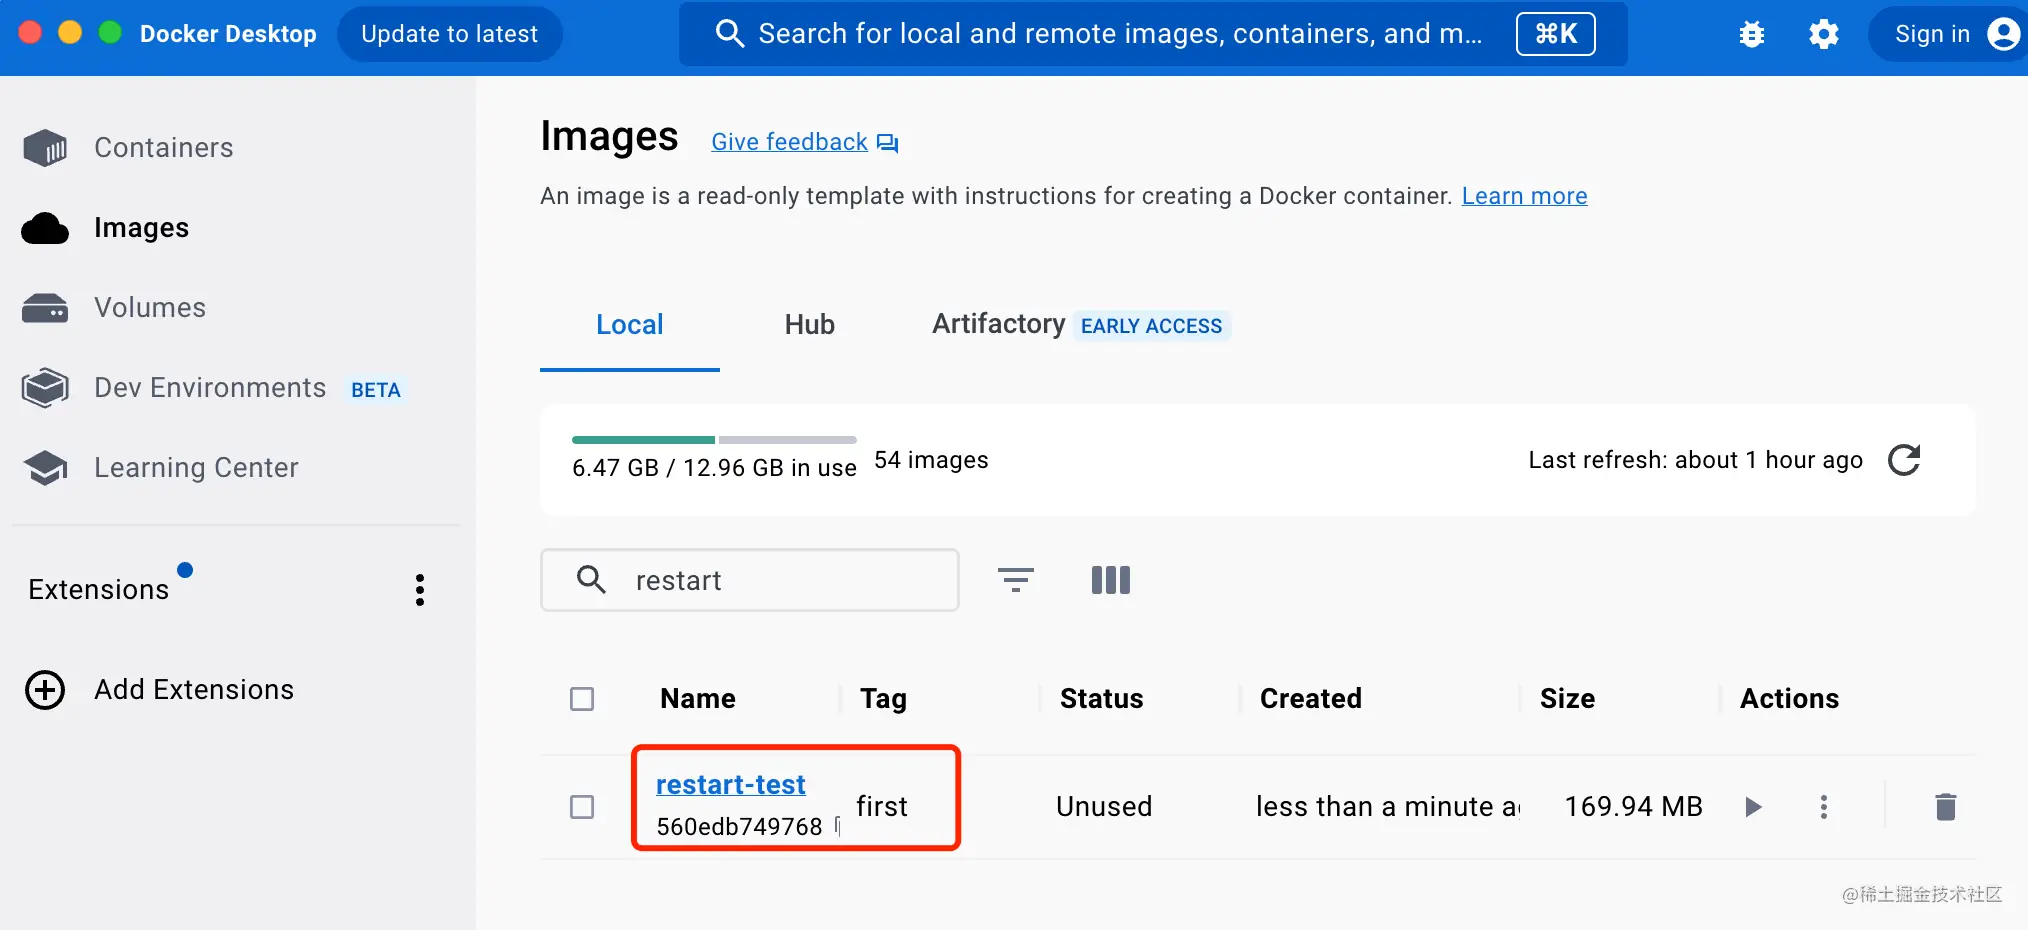 Docker Desktop
Update to latest
Search for local and remote images, containers, and m...
⌘K
Sign in
Containers
Images
Volumes
Dev Environments BETA
Learning Center
Extensions
Add Extensions
Images Give feedback
An image is a read-only template with instructions for creating a Docker container. Learn more
Local Hub Artifactory EARLY ACCESS
6.47 GB / 12.96 GB in use 54 images
Last refresh: about 1 hour ago
restart
Name Tag Status Created Size Actions
restart-test
560edb749768
first Unused less than a minute ag 169.94 MB
@稀土掘金技术社区